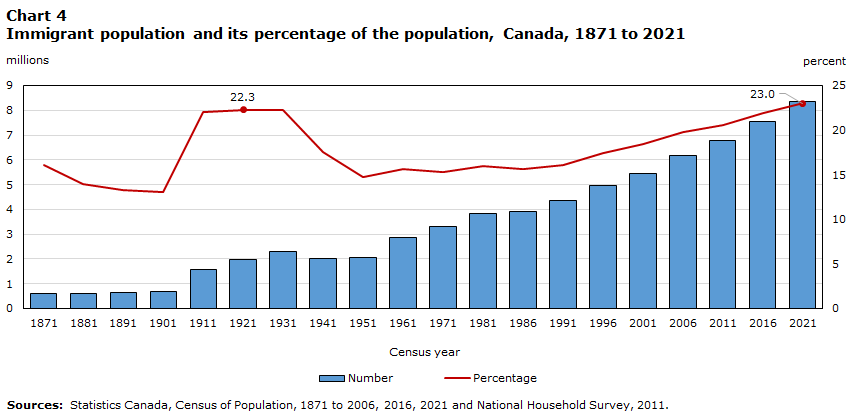 Chart 4
Immigrant population and its percentage of the population, Canada, 1871 to 2021
millions percent
9 25
8
7
6
5
4
3
2
1
0
20
15
10
5
0
22.3
23.0
1871 1881 1891 1901 1911 1921 1931 1941 1951 1961 1971 1981 1986 1991 1996 2001 2006 2011 2016 2021
Census year
Number Percentage
Sources: Statistics Canada, Census of Population, 1871 to 2006, 2016, 2021 and National Household Survey, 2011.